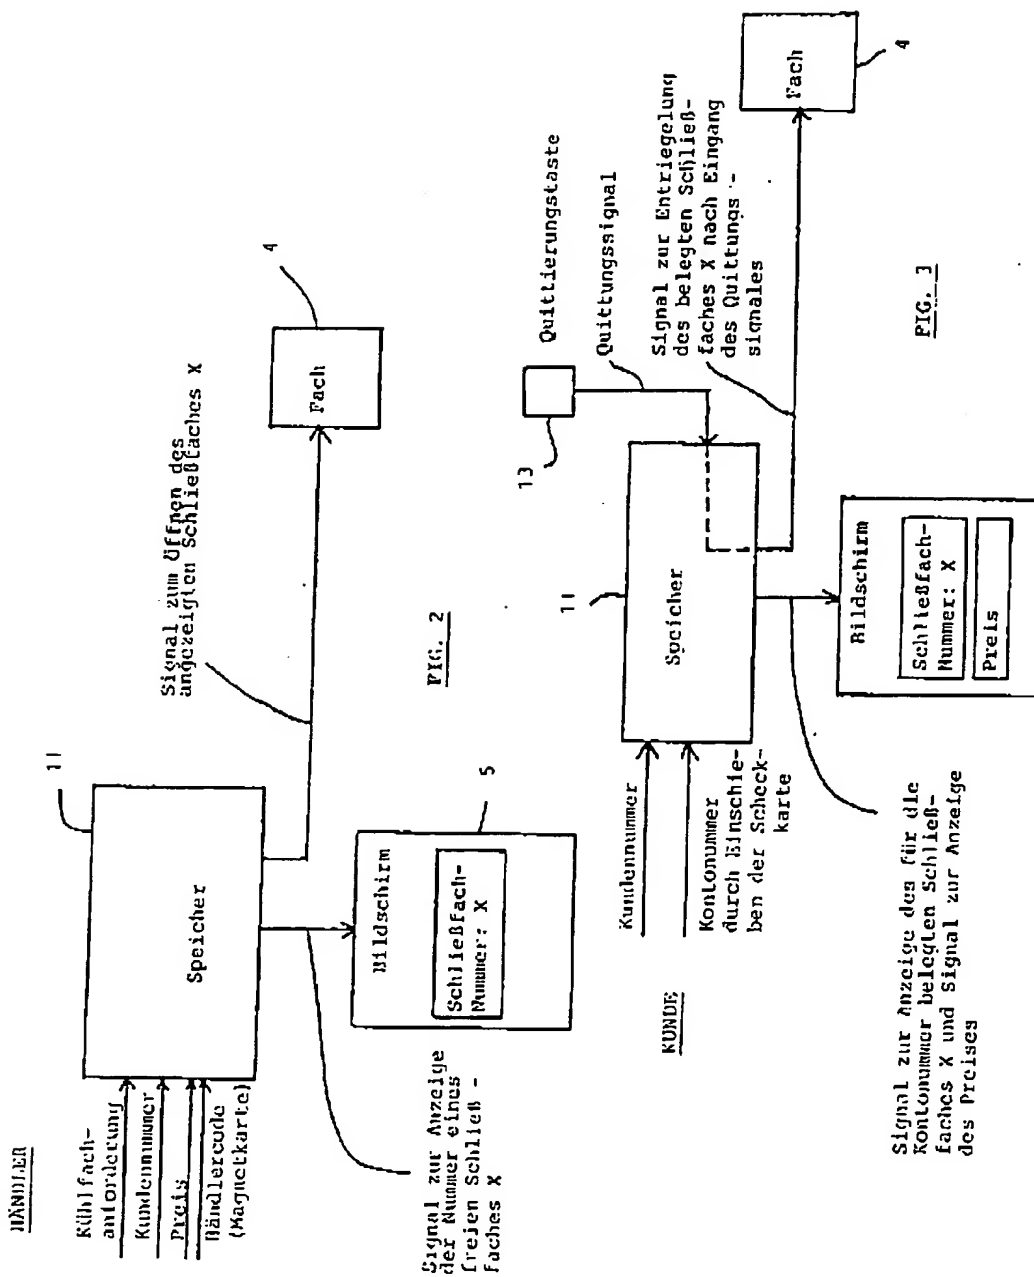 HÄNDLER
Kühlfach-
anforderung
Kundennummer
Preis
Händlercode
(Magnetkarte)
11
Speicher
Signal zum Öffnen des
angezeigten Schließfaches X
4
Fach
Signal zur Anzeige
der Nummer eines
freien Schließ -
faches X
Bildschirm
Schließfach-
Nummer: X
5
FIG. 2
KUNDE
Kundennummer
Kontonummer
durch Einschie-
ben der Scheck-
karte
11
Speicher
13
Quittierungstaste
Quittungssignal
Signal zur Entriegelung
des belegten Schließ-
faches X nach Eingang
des Quittungs -
signales
Fach
4
Signal zur Anzeige des für die
Kontonummer belegten Schließ-
faches X und Signal zur Anzeige
des Preises
Bildschirm
Schließfach-
Nummer: X
Preis
FIG. 3